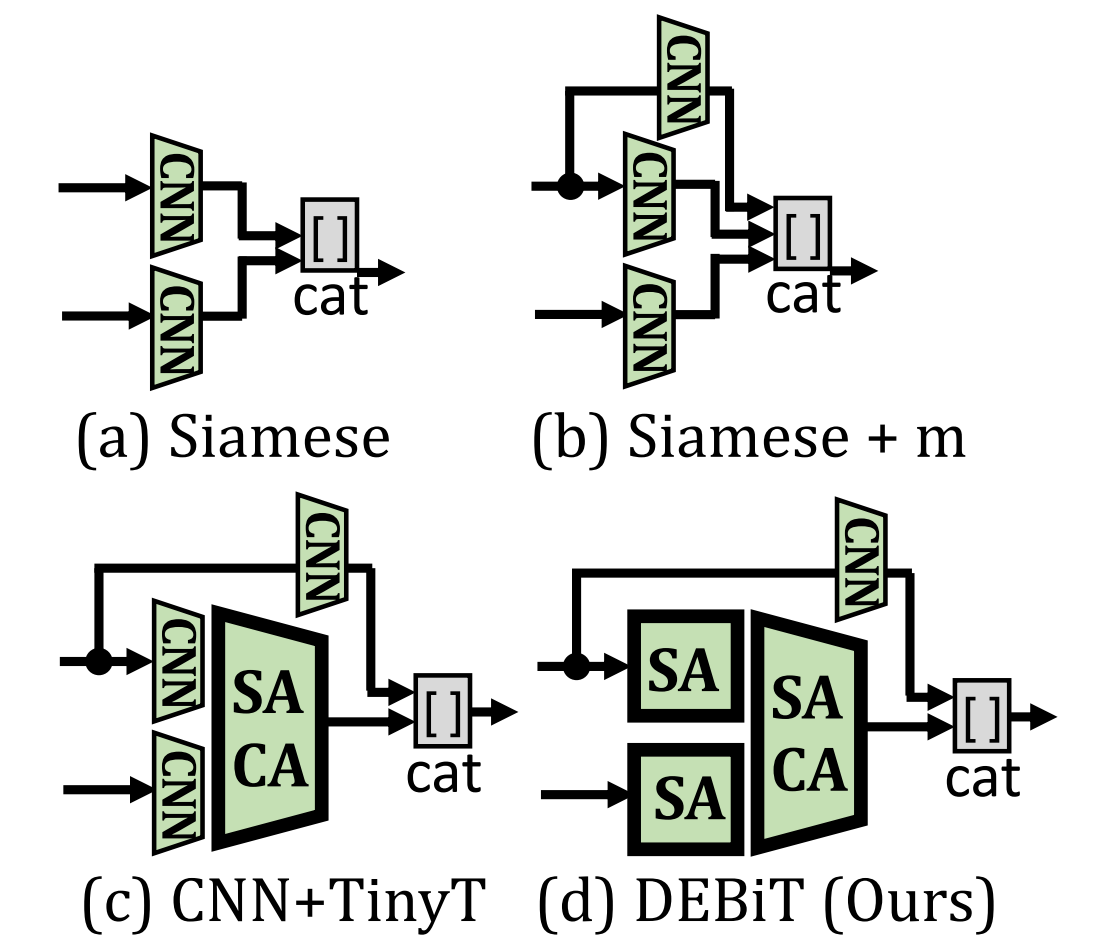 CNN
CNN
CNN
[ ]
cat
CNN
CNN
[ ]
cat
(a) Siamese
(b) Siamese + m
CNN
CNN
CNN
SA
CA
[ ]
cat
CNN
SA
SA
SA
CA
[ ]
cat
(c) CNN+TinyT
(d) DEBiT (Ours)